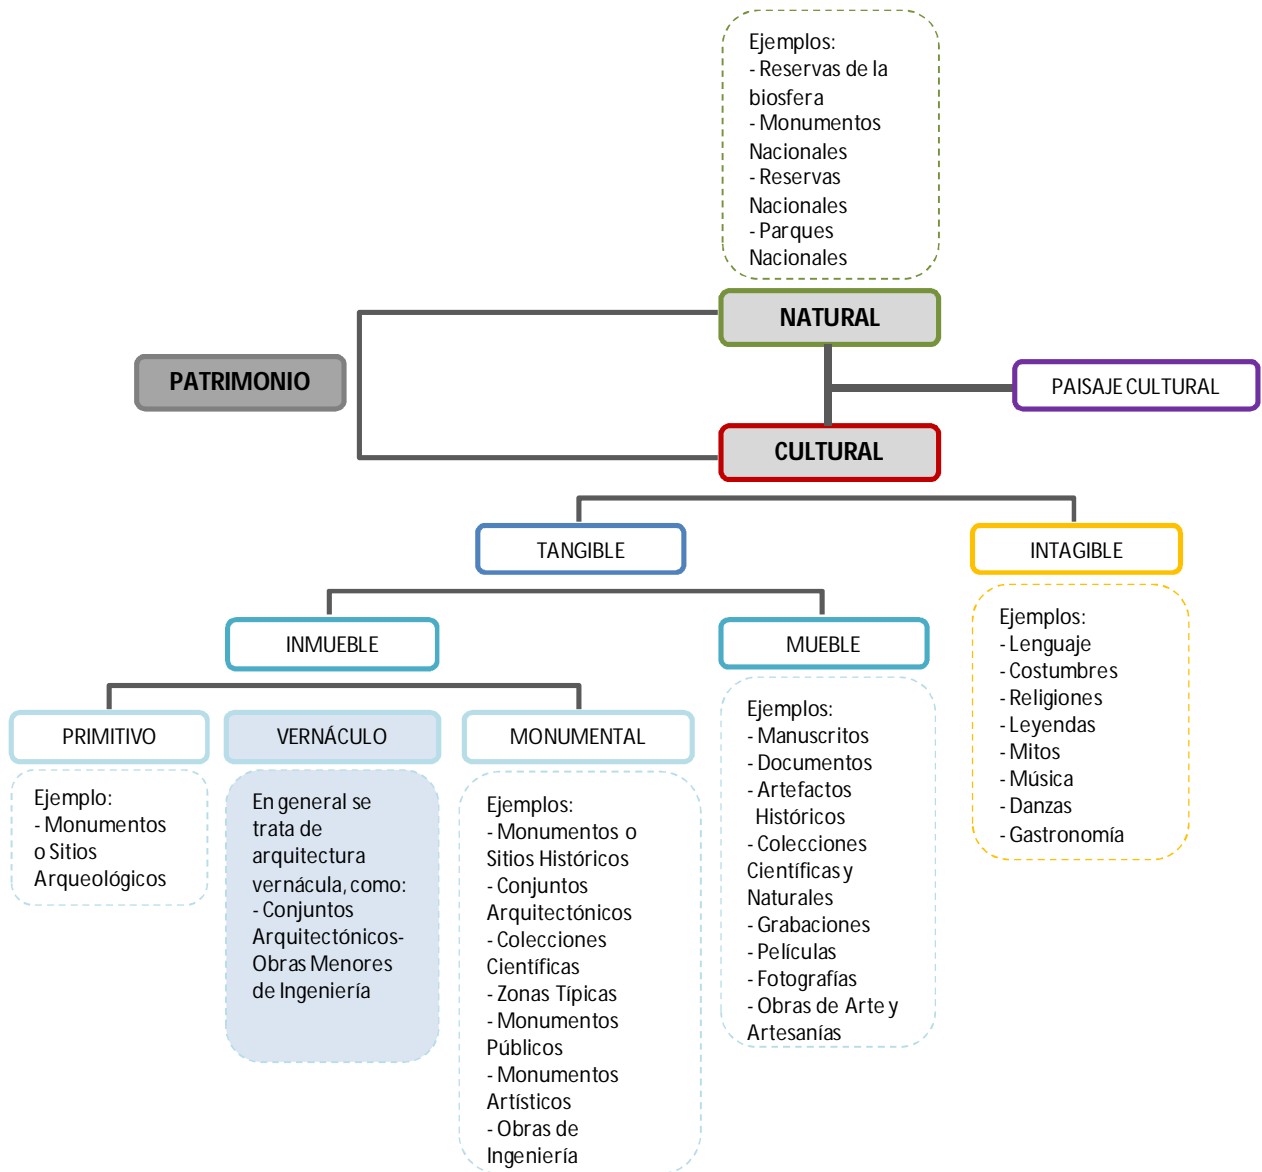 Ejemplos:
- Reservas de la
biosfera
- Monumentos
Nacionales
- Reservas
Nacionales
- Parques
Nacionales
NATURAL
PATRIMONIO
PAISAJE CULTURAL
CULTURAL
TANGIBLE
INTAGIBLE
INMUEBLE
MUEBLE
Ejemplos:
- Lenguaje
- Costumbres
- Religiones
- Leyendas
- Mitos
- Música
- Danzas
- Gastronomía
PRIMITIVO
VERNÁCULO
MONUMENTAL
Ejemplo:
- Monumentos
o Sitios
Arqueológicos
En general se
trata de
arquitectura
vernácula, como:
- Conjuntos
Arquitectónicos-
Obras Menores
de Ingeniería
Ejemplos:
- Monumentos o
Sitios Históricos
- Conjuntos
Arquitectónicos
- Colecciones
Científicas
- Zonas Típicas
- Monumentos
Públicos
- Monumentos
Artísticos
- Obras de
Ingeniería
Ejemplos:
- Manuscritos
- Documentos
- Artefactos
Históricos
- Colecciones
Científicas y
Naturales
- Grabaciones
- Películas
- Fotografías
- Obras de Arte y
Artesanías